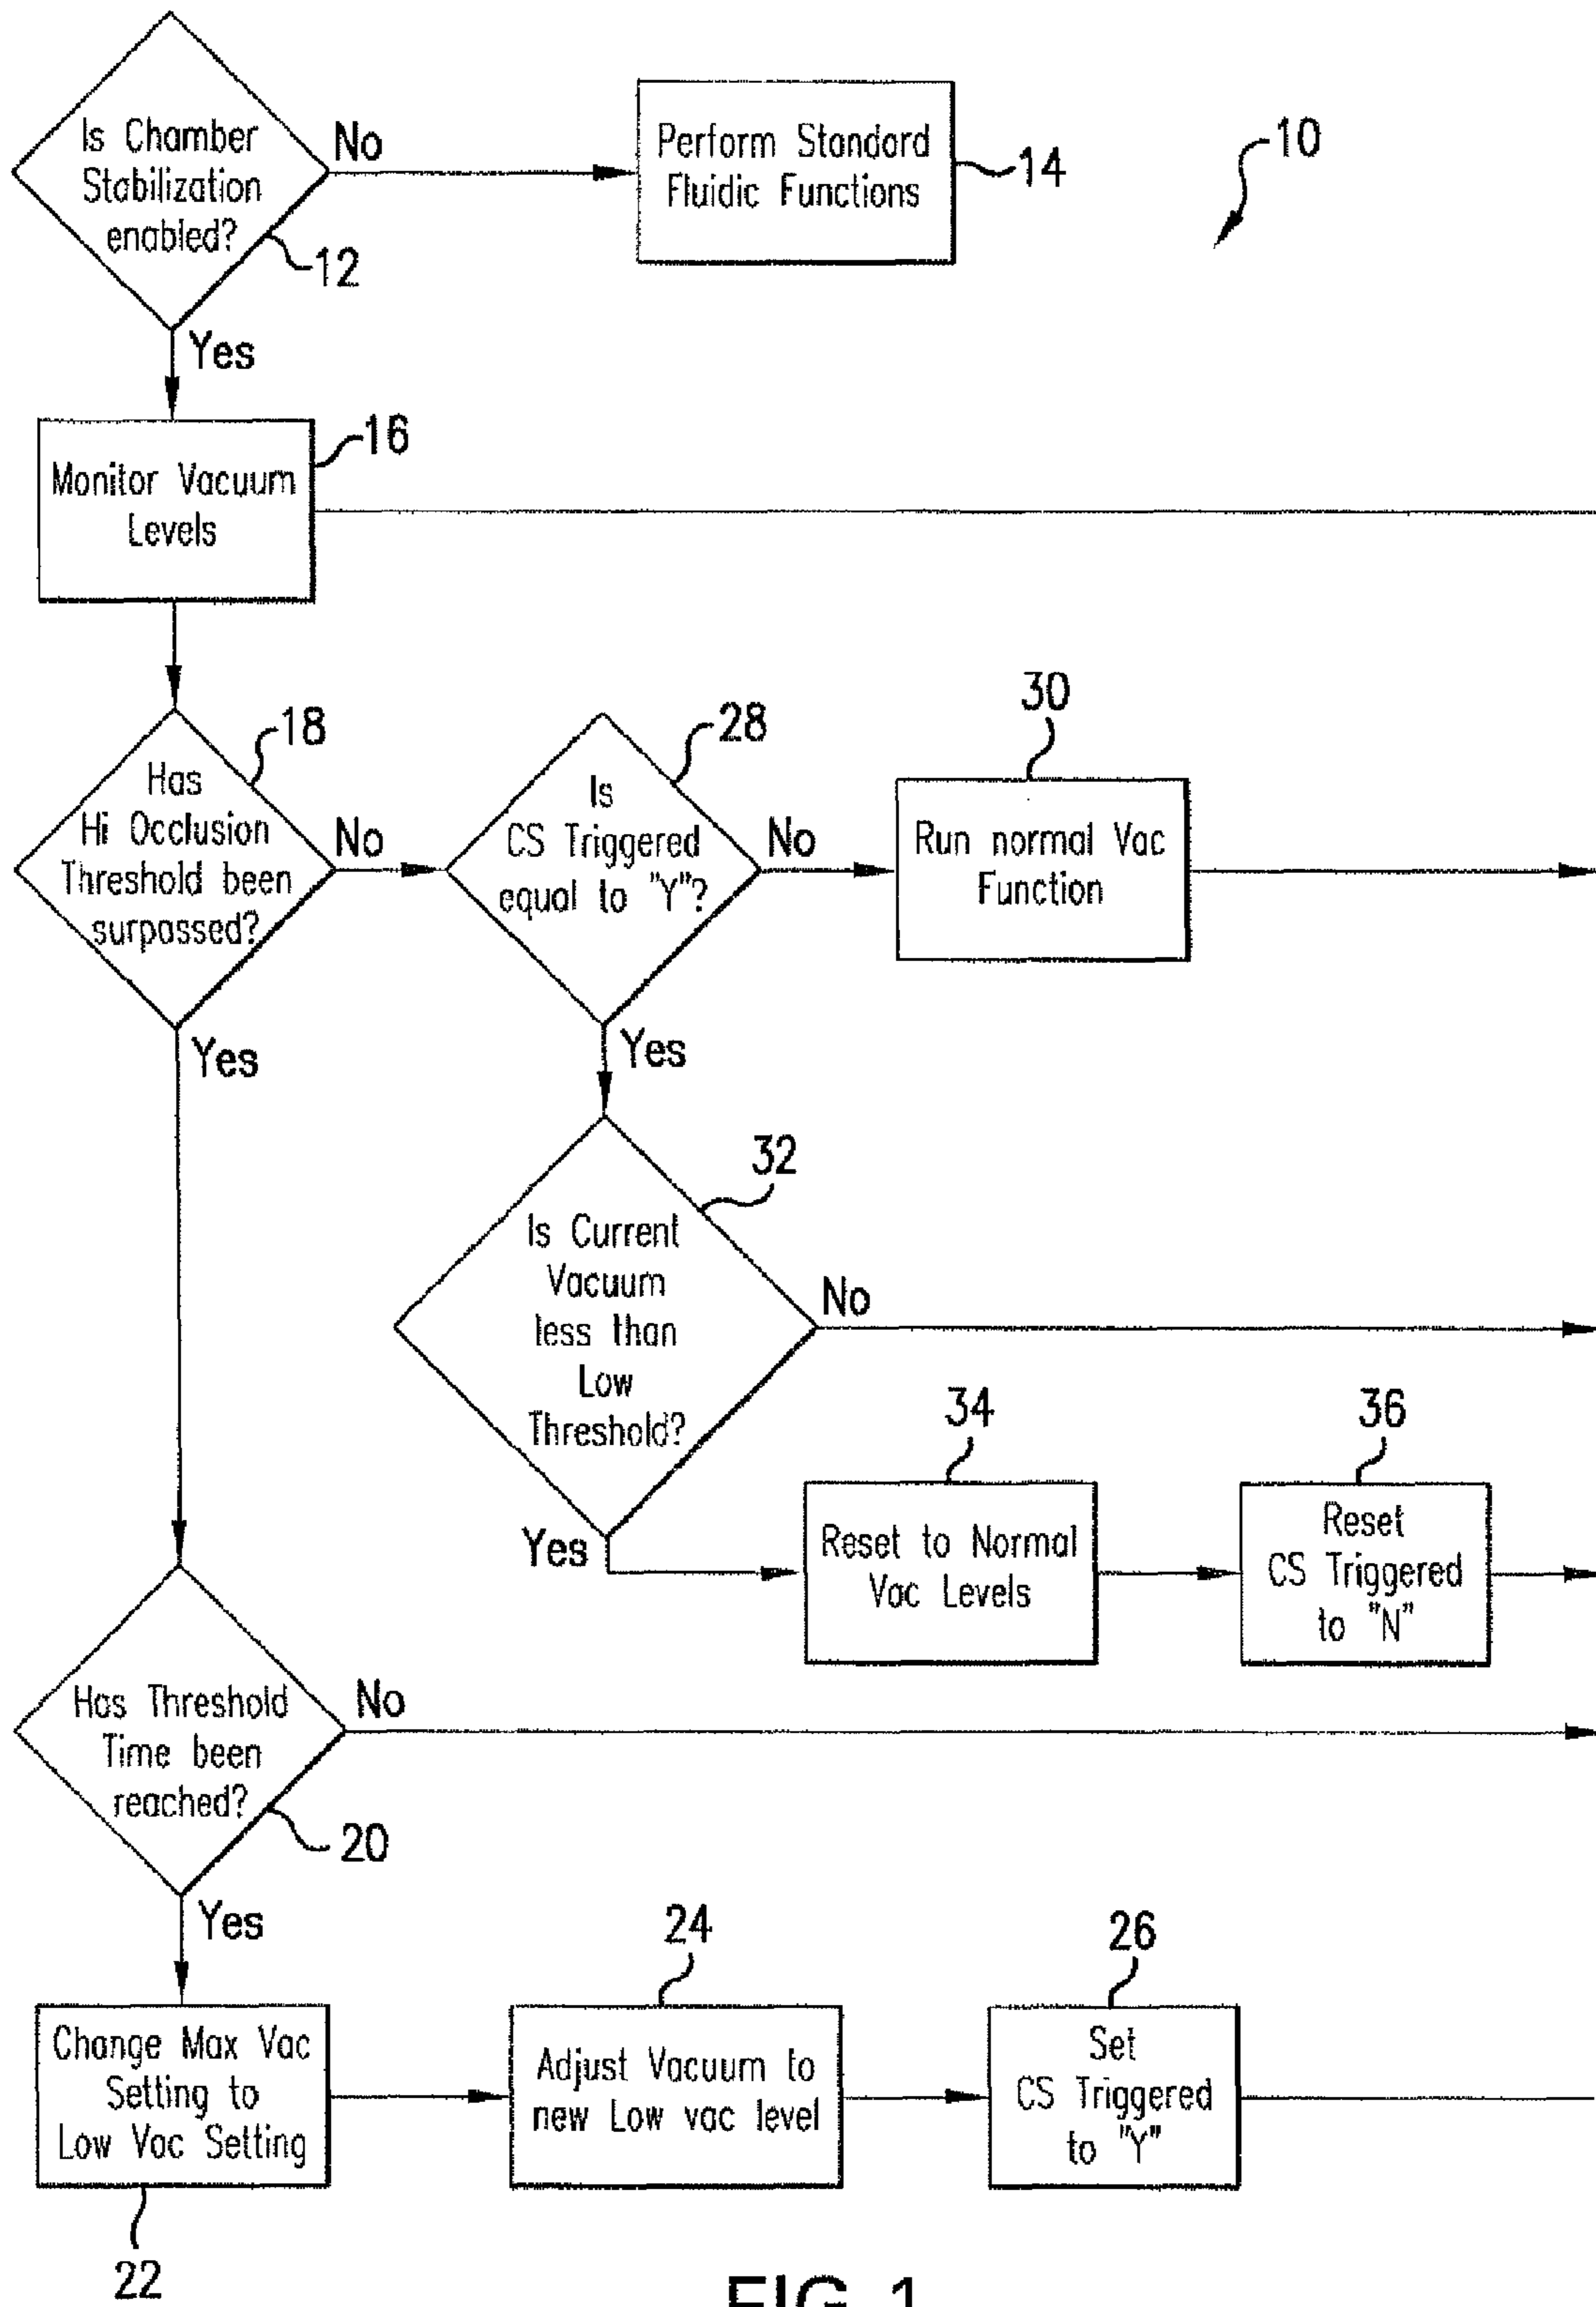 Is Chamber
Stabilization
enabled?
No
12
Yes
Perform Standard
Fluidic Functions
14
10
Monitor Vacuum
Levels
16
Has
Hi Occlusion
Threshold been
surpassed?
18
No
Yes
Is
CS Triggered
equal to "Y"?
28
No
Yes
30
Run normal Vac
Function
32
Is Current
Vacuum
less than
Low
Threshold?
No
Yes
34
Reset to Normal
Vac Levels
36
Reset
CS Triggered
to "N"
Has Threshold
Time been
reached?
No
20
Yes
Change Max Vac
Setting to
Low Vac Setting
22
24
Adjust Vacuum to
new Low vac level
26
Set
CS Triggered
to "Y"
FIG. 1